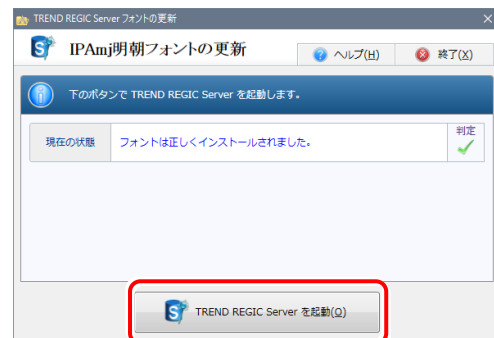 TREND REGIC Server フォントの更新
IPAmj明朝フォントの更新
ヘルプ(H)
終了(X)
下のボタンで TREND REGIC Server を起動します。
現在の状態
フォントは正しくインストールされました。
判定
TREND REGIC Server を起動(O)